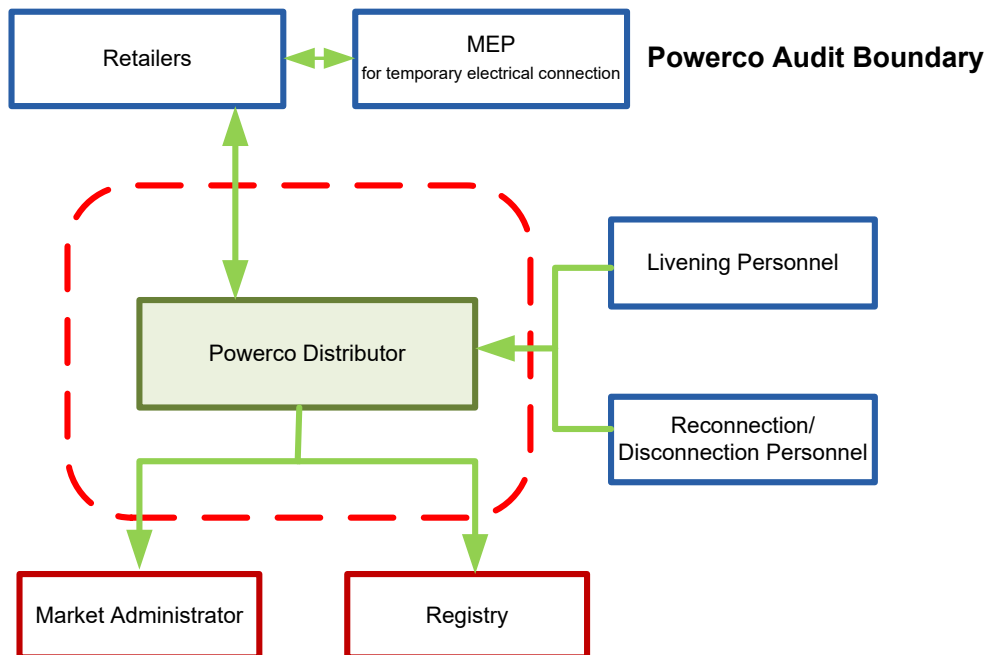 Retailers
MEP
for temporary electrical connection
Powerco Audit Boundary
Livening Personnel
Powerco Distributor
Reconnection/
Disconnection Personnel
Market Administrator
Registry